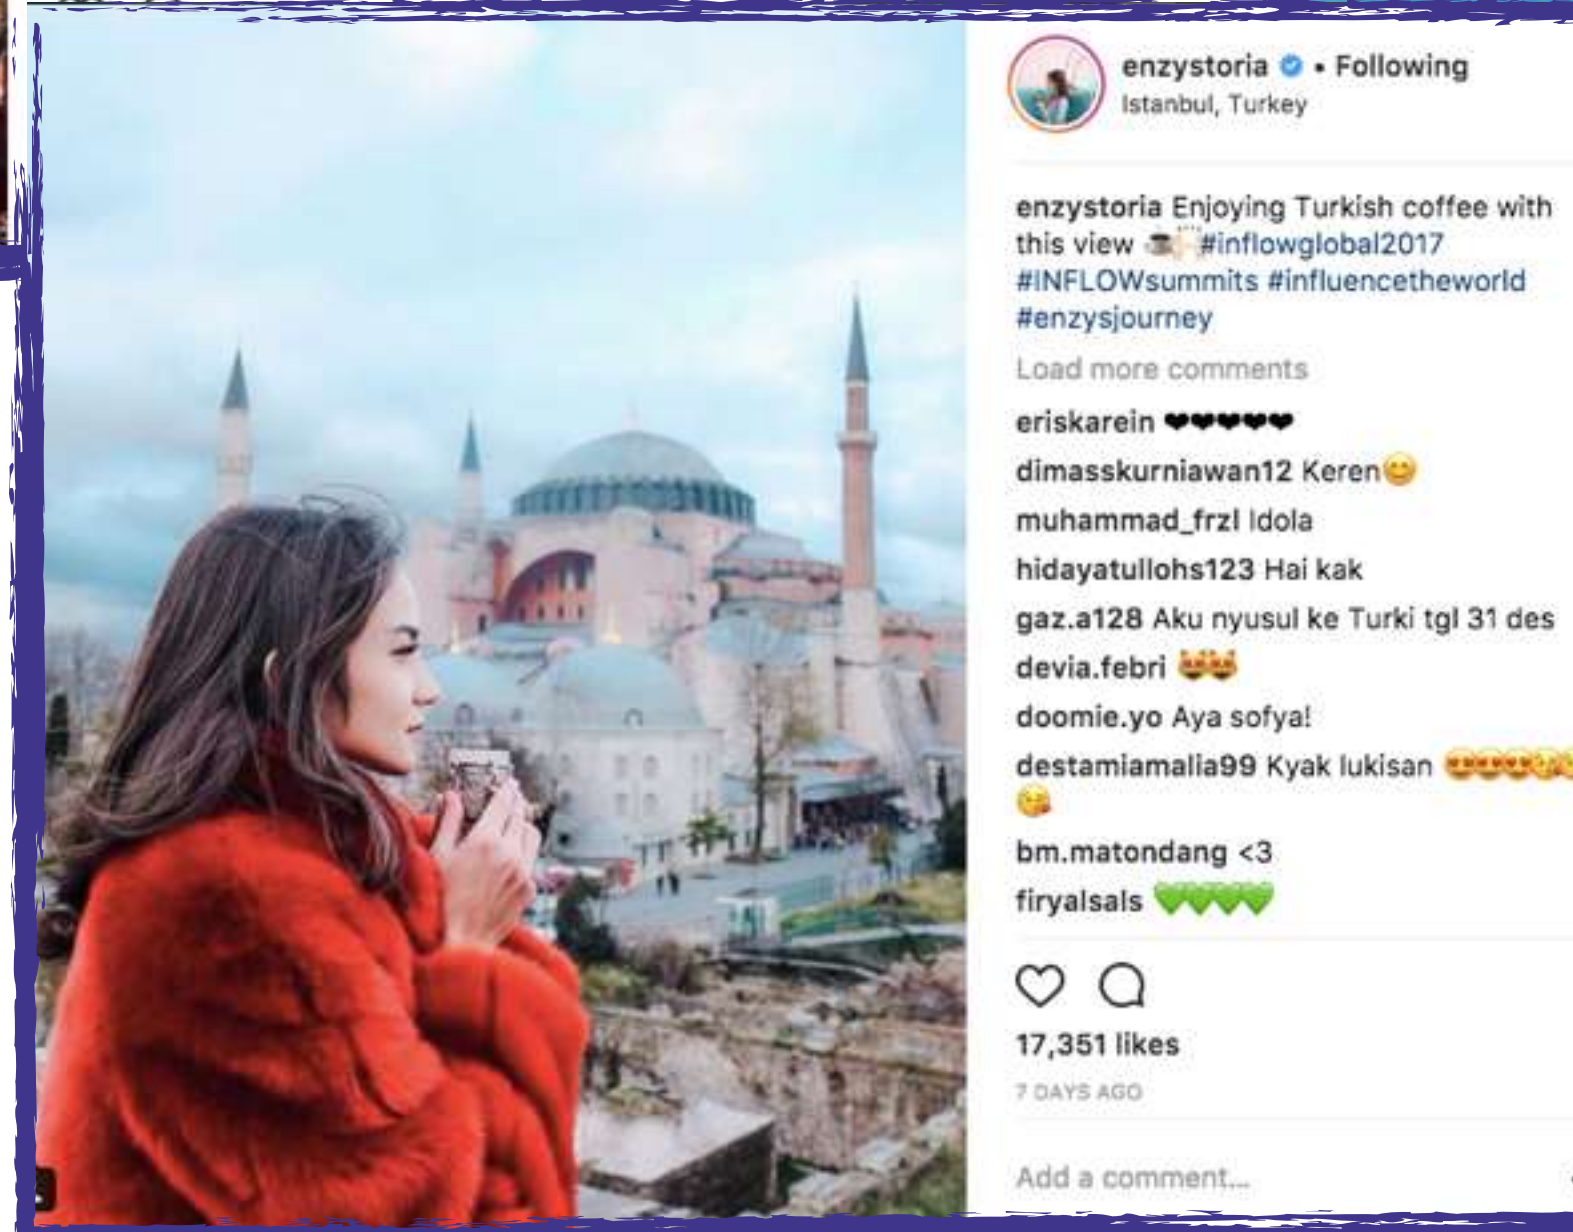 enzystoria • Following
Istanbul, Turkey
enzystoria Enjoying Turkish coffee with
this view ☕ #inflowglobal2017
#INFLOWsummits #influencetheworld
#enzysjourney
Load more comments
eriskarein ❤❤❤❤❤
dimasskurniawan12 Keren😊
muhammad_frzl Idola
hidayatullohs123 Hai kak
gaz.a128 Aku nyusul ke Turki tgl 31 des
devia.febri 😻😻
doomie.yo Aya sofya!
destamiamalia99 Kyak lukisan 😍😍😍😘😘
😘
bm.matondang <3
firyalsals 💚💚💚💚
17,351 likes
7 DAYS AGO
Add a comment...